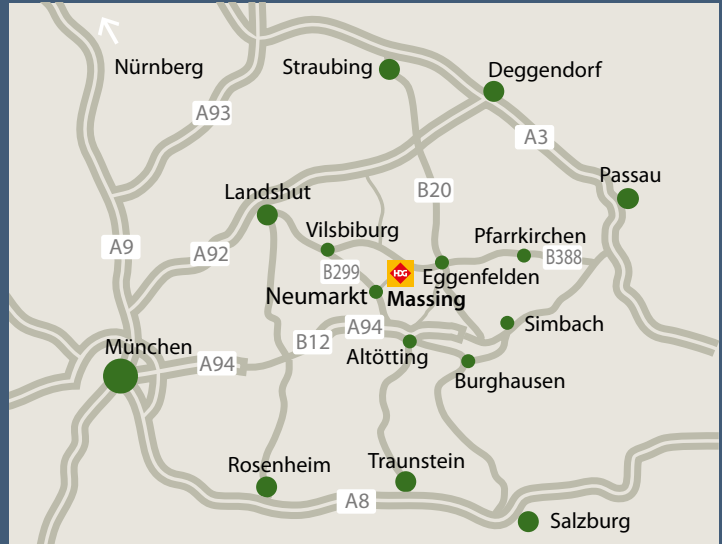 Nürnberg
Straubing
Deggendorf
A93
A3
Passau
B20
Landshut
Vilsbiburg
Pfarrkirchen
A9
A92
B388
B299
HDG
Eggenfelden
Neumarkt
Massing
Simbach
A94
B12
München
Altötting
A94
Burghausen
Rosenheim
Traunstein
A8
Salzburg